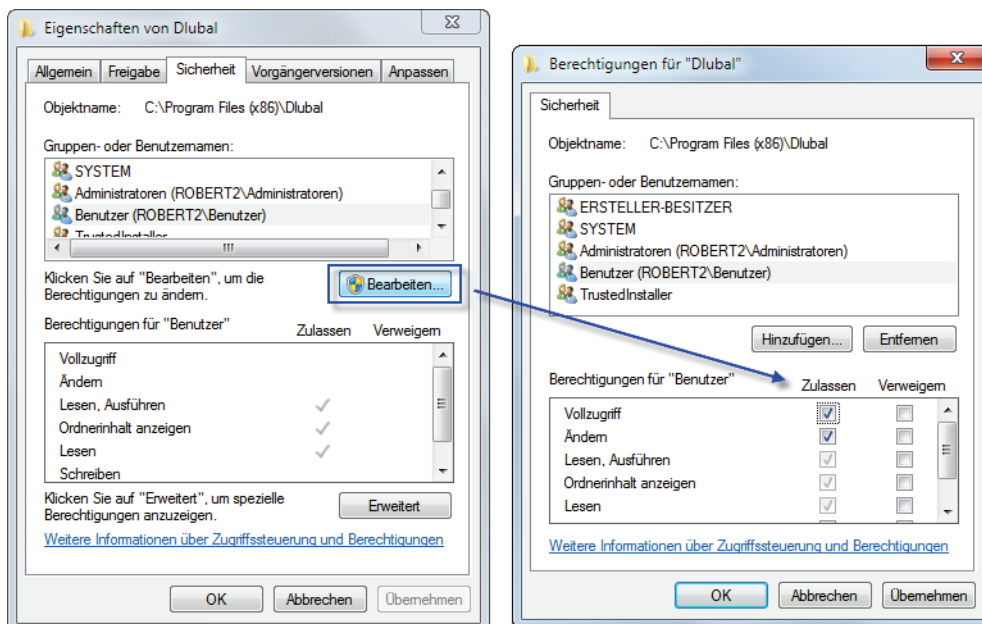 Eigenschaften von Dlubal
Allgemein Freigabe Sicherheit Vorgängerversionen Anpassen
Objektname: C:\Program Files (x86)\Dlubal
Gruppen- oder Benutzernamen:
SYSTEM
Administratoren (ROBERT2\Administratoren)
Benutzer (ROBERT2\Benutzer)
TrustedInstaller
Klicken Sie auf "Bearbeiten", um die
Berechtigungen zu ändern.
Bearbeiten...
Berechtigungen für "Benutzer" Zulassen Verweigern
Vollzugriff
Ändern
Lesen, Ausführen
Ordnerinhalt anzeigen
Lesen
Schreiben
Klicken Sie auf "Erweitert", um spezielle
Berechtigungen anzuzeigen.
Erweitert
Weitere Informationen über Zugriffssteuerung und Berechtigungen
OK Abbrechen Übernehmen
Berechtigungen für "Dlubal"
Sicherheit
Objektname: C:\Program Files (x86)\Dlubal
Gruppen- oder Benutzernamen:
ERSTELLER-BESITZER
SYSTEM
Administratoren (ROBERT2\Administratoren)
Benutzer (ROBERT2\Benutzer)
TrustedInstaller
Hinzufügen... Entfernen
Berechtigungen für "Benutzer" Zulassen Verweigern
Vollzugriff
Ändern
Lesen, Ausführen
Ordnerinhalt anzeigen
Lesen
Weitere Informationen über Zugriffssteuerung und Berechtigungen
OK Abbrechen Übernehmen